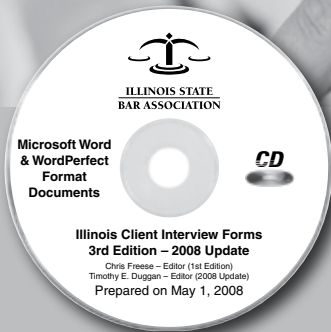 ILLINOIS STATE
BAR ASSOCIATION
Microsoft Word
& WordPerfect
Format
Documents
CD
Illinois Client Interview Forms
3rd Edition – 2008 Update
Chris Freese – Editor (1st Edition)
Timothy E. Duggan – Editor (2008 Update)
Prepared on May 1, 2008